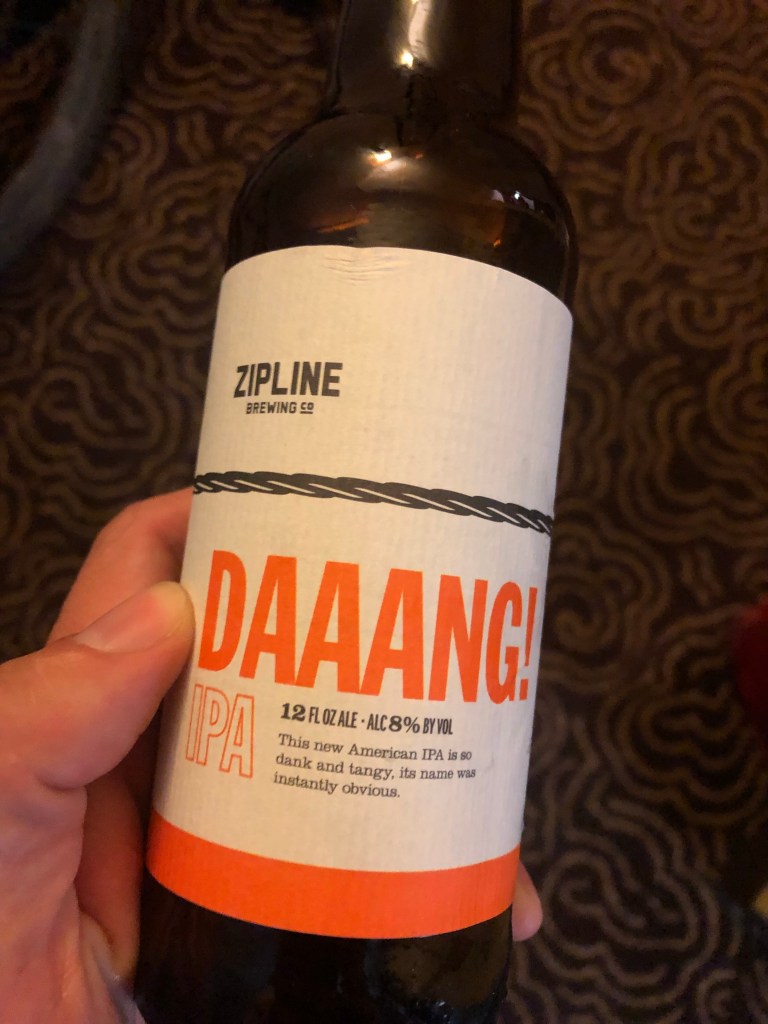 ZIPLINE
BREWING CO
DAAANG!
IPA
12 FL OZ ALE · ALC 8% BY VOL
This new American IPA is so
dank and tangy, its name was
instantly obvious.